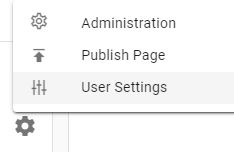 Administration
Publish Page
User Settings